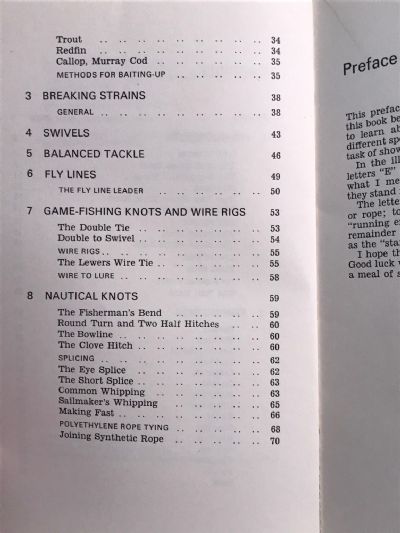 Trout .. .. .. .. .. .. .. 34
Redfin .. .. .. .. .. .. .. 34
Callop, Murray Cod .. .. .. .. 35
METHODS FOR BAITING-UP .. .. .. 35
3 BREAKING STRAINS 38
GENERAL .. .. .. .. .. .. .. 38
4 SWIVELS 43
5 BALANCED TACKLE 46
6 FLY LINES 49
THE FLY LINE LEADER .. .. .. .. 50
7 GAME-FISHING KNOTS AND WIRE RIGS 53
The Double Tie .. .. .. .. .. 53
Double to Swivel .. .. .. .. .. 54
WIRE RIGS .. .. .. .. .. .. 55
The Lewers Wire Tie .. .. .. .. 55
WIRE TO LURE .. .. .. .. .. 58
8 NAUTICAL KNOTS 59
The Fisherman's Bend .. .. .. .. 59
Round Turn and Two Half Hitches .. .. 60
The Bowline .. .. .. .. .. .. 60
The Clove Hitch .. .. .. .. .. 60
SPLICING .. .. .. .. .. .. 62
The Eye Splice .. .. .. .. .. 62
The Short Splice .. .. .. .. .. 63
Common Whipping .. .. .. .. .. 63
Sailmaker's Whipping .. .. .. .. 65
Making Fast .. .. .. .. .. .. 66
POLYETHYLENE ROPE TYING .. .. .. 68
Joining Synthetic Rope .. .. .. .. 70
Preface
This prefac
this book be
to learn ab
different sp
task of show
In the ill
letters "E"
what I me
they stand
The lette
or rope; to
"running e
remainder
as the "sta
I hope th
Good luck
a meal of s